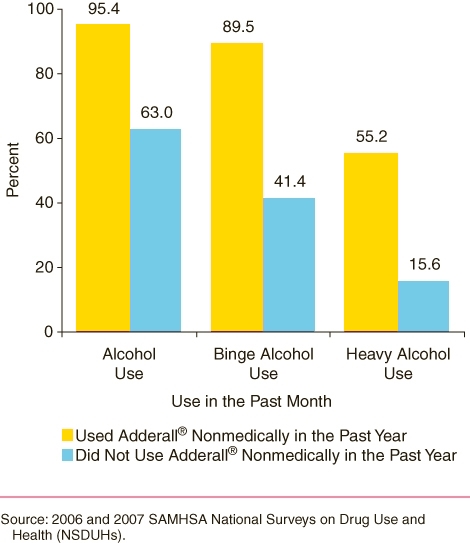 100
80
60
40
20
0
Percent
95.4
63.0
89.5
41.4
55.2
15.6
Alcohol
Use
Binge Alcohol
Use
Heavy Alcohol
Use
Use in the Past Month
Used Adderall® Nonmedically in the Past Year
Did Not Use Adderall® Nonmedically in the Past Year
Source: 2006 and 2007 SAMHSA National Surveys on Drug Use and
Health (NSDUHs).